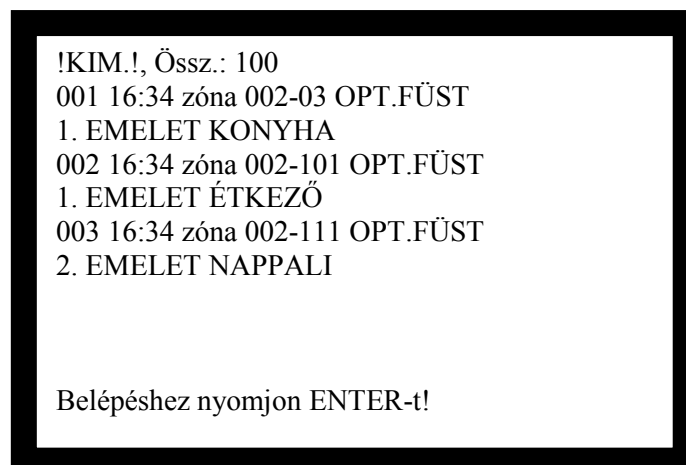 !KIM.!, Össz.: 100
001 16:34 zóna 002-03 OPT.FÜST
1. EMELET KONYHA
002 16:34 zóna 002-101 OPT.FÜST
1. EMELET ÉTKEZŐ
003 16:34 zóna 002-111 OPT.FÜST
2. EMELET NAPPALI
Belépéshez nyomjon ENTER-t!